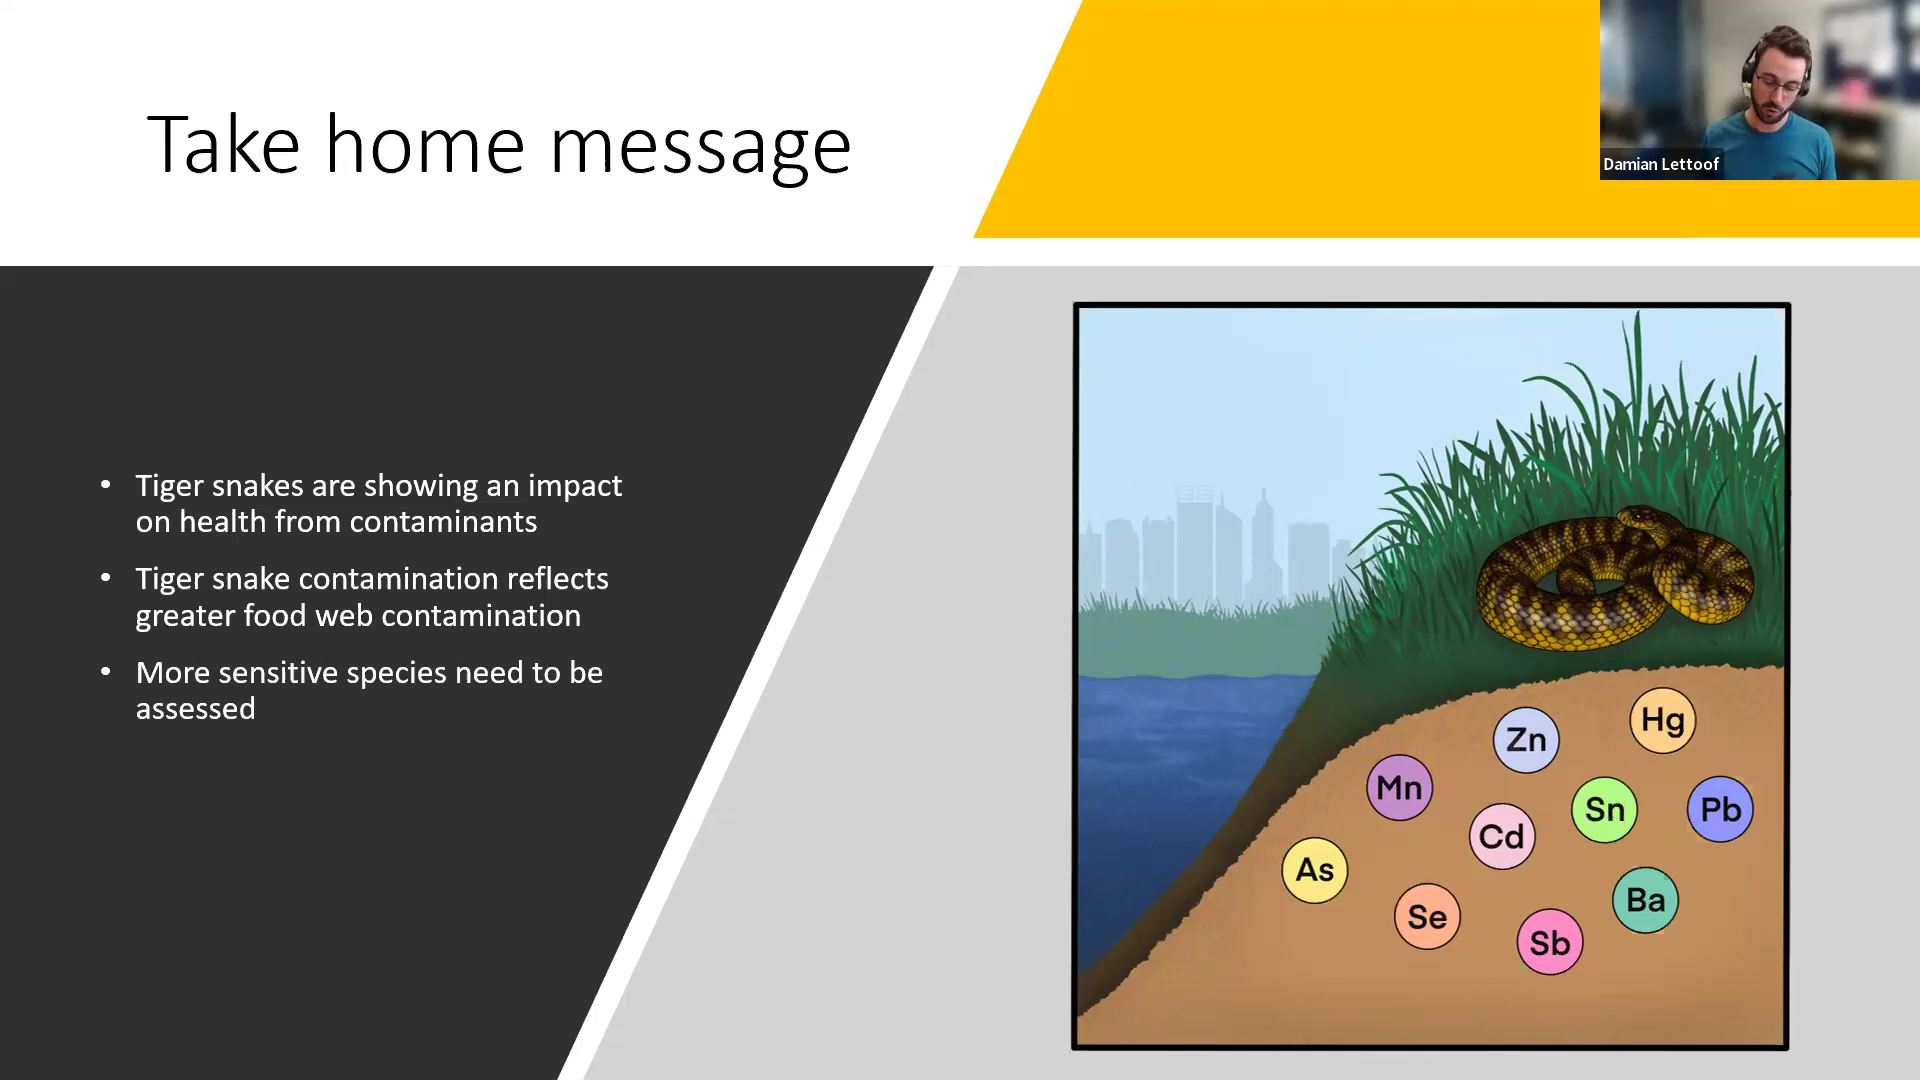 Take home message
Damian Lettoof
• Tiger snakes are showing an impact
on health from contaminants
• Tiger snake contamination reflects
greater food web contamination
• More sensitive species need to be
assessed
Hg
Zn
Mn
Sn
Pb
Cd
As
Ba
Se
Sb